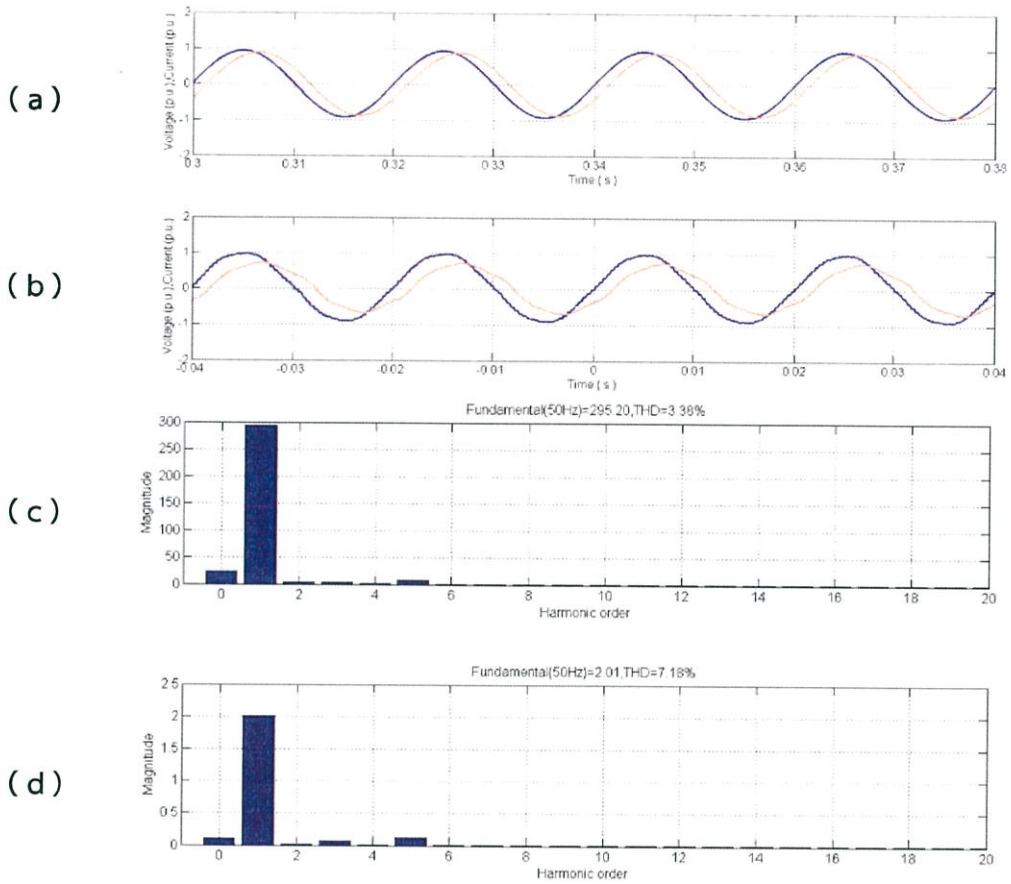 (a)
Voltage (p.u.),Current (p.u.)
2
1
0
-1
-2
0.3 0.31 0.32 0.33 0.34 0.35 0.36 0.37 0.38
Time ( s )
(b)
Voltage (p.u.),Current (p.u.)
2
1
0
-1
-2
-0.04 -0.03 -0.02 -0.01 0 0.01 0.02 0.03 0.04
Time ( s )
(c)
Fundamental(50Hz)=295.20,THD=3.38%
Magnitude
300
250
200
150
100
50
0
0 2 4 6 8 10 12 14 16 18 20
Harmonic order
(d)
Fundamental(50Hz)=2.01,THD=7.18%
Magnitude
2.5
2
1.5
1
0.5
0
0 2 4 6 8 10 12 14 16 18 20
Harmonic order